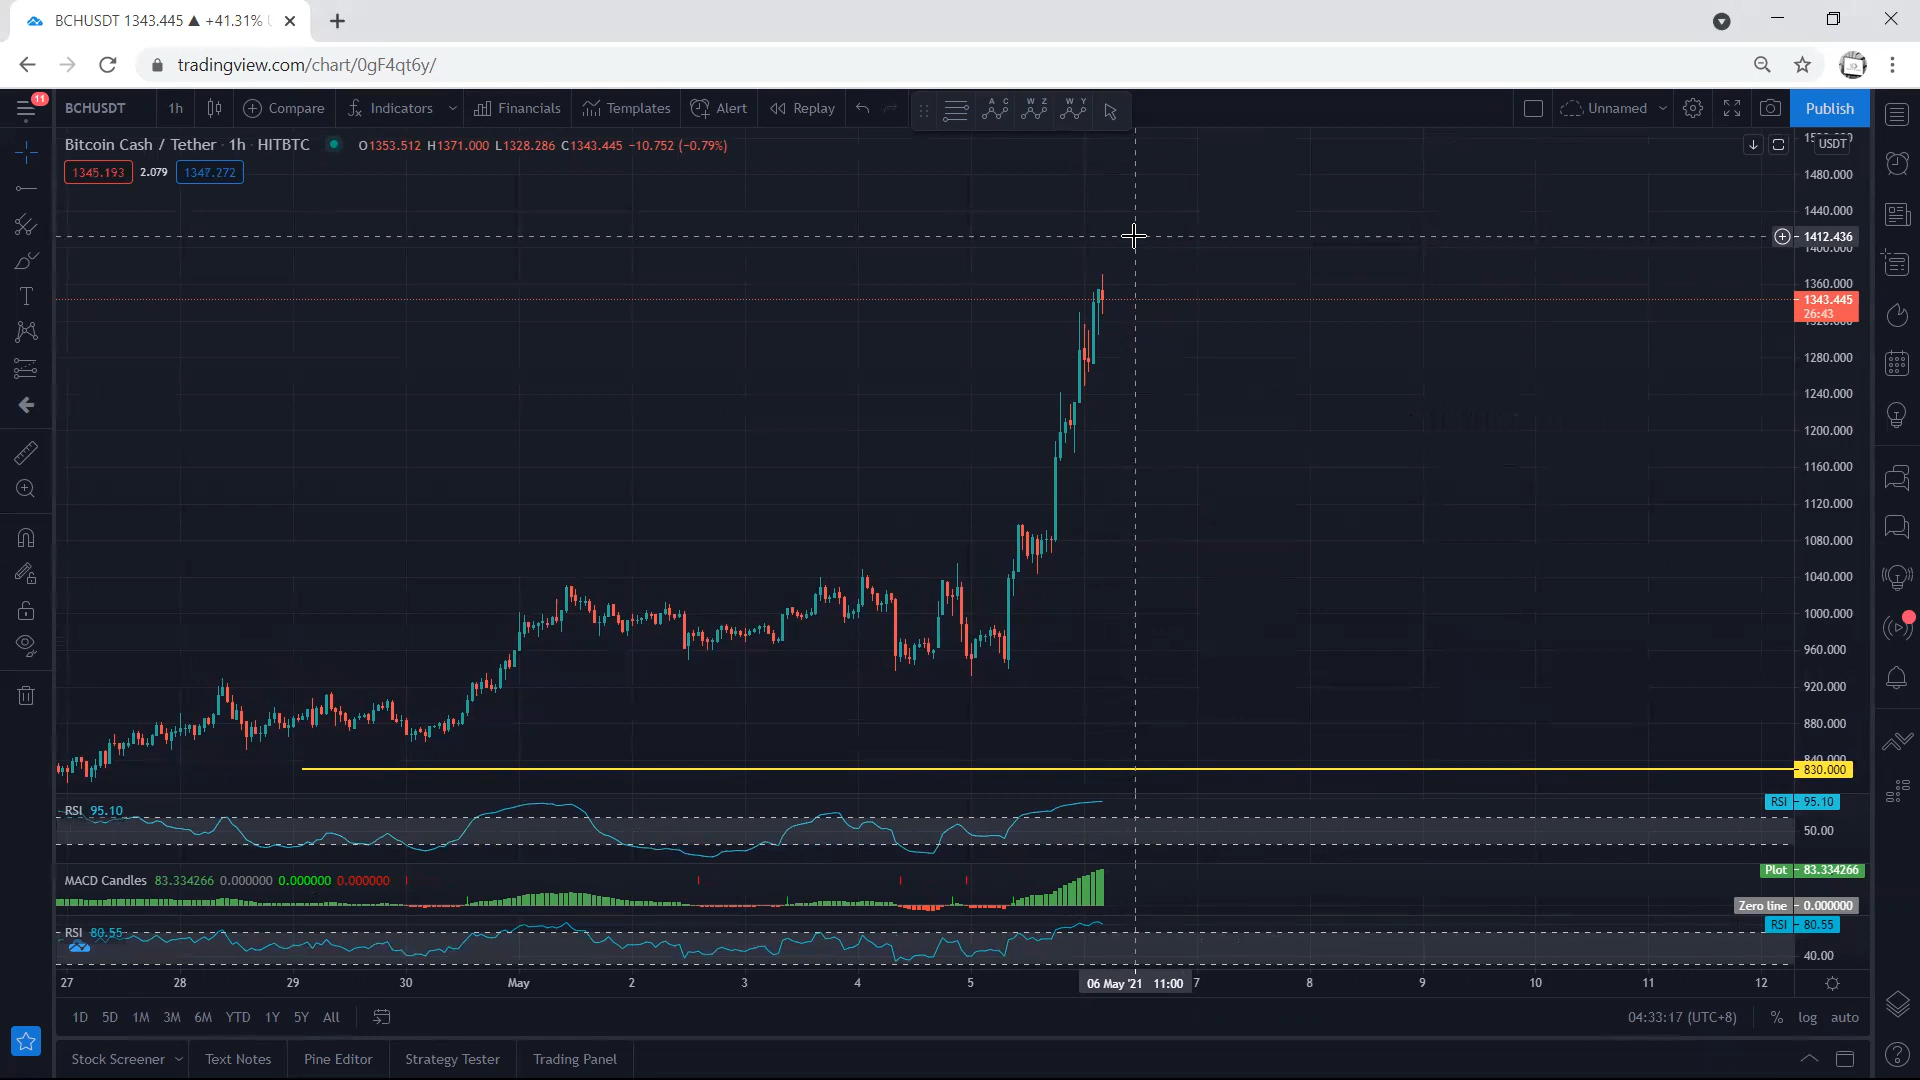 BCHUSDT 1343.445 ▲ +41.31%
tradingview.com/chart/0gF4qt6y/
11
BCHUSDT 1h Compare Indicators Financials Templates Alert Replay A C W Z W Y Unnamed Publish
Bitcoin Cash / Tether · 1h · HITBTC O1353.512 H1371.000 L1328.286 C1343.445 −10.752 (−0.79%)
1345.193 2.079 1347.272
USDT
1480.000
1440.000
1412.436
1400.000
1360.000
1343.445
26:43
1320.000
1280.000
1240.000
1200.000
1160.000
1120.000
1080.000
1040.000
1000.000
960.000
920.000
880.000
840.000
830.000
RSI 95.10
RSI 95.10
50.00
MACD Candles 83.334266 0.000000 0.000000 0.000000
Plot 83.334266
Zero line 0.000000
RSI 80.55
RSI 80.55
40.00
27 28 29 30 May 2 3 4 5 06 May '21 11:00 7 8 9 10 11 12
1D 5D 1M 3M 6M YTD 1Y 5Y All 04:33:17 (UTC+8) % log auto
Stock Screener Text Notes Pine Editor Strategy Tester Trading Panel